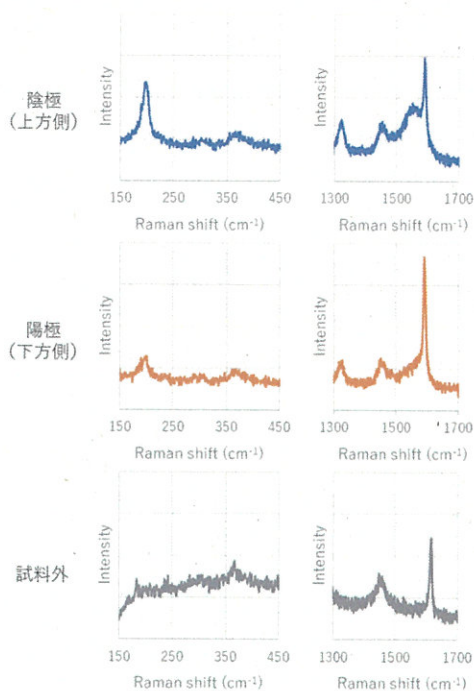 陰極
(上方側)
Intensity
150 250 350 450
Raman shift (cm⁻¹)
Intensity
1300 1500 1700
Raman shift (cm⁻¹)
陽極
(下方側)
Intensity
150 250 350 450
Raman shift (cm⁻¹)
Intensity
1300 1500 1700
Raman shift (cm⁻¹)
試料外
Intensity
150 250 350 450
Raman shift (cm⁻¹)
Intensity
1300 1500 1700
Raman shift (cm⁻¹)